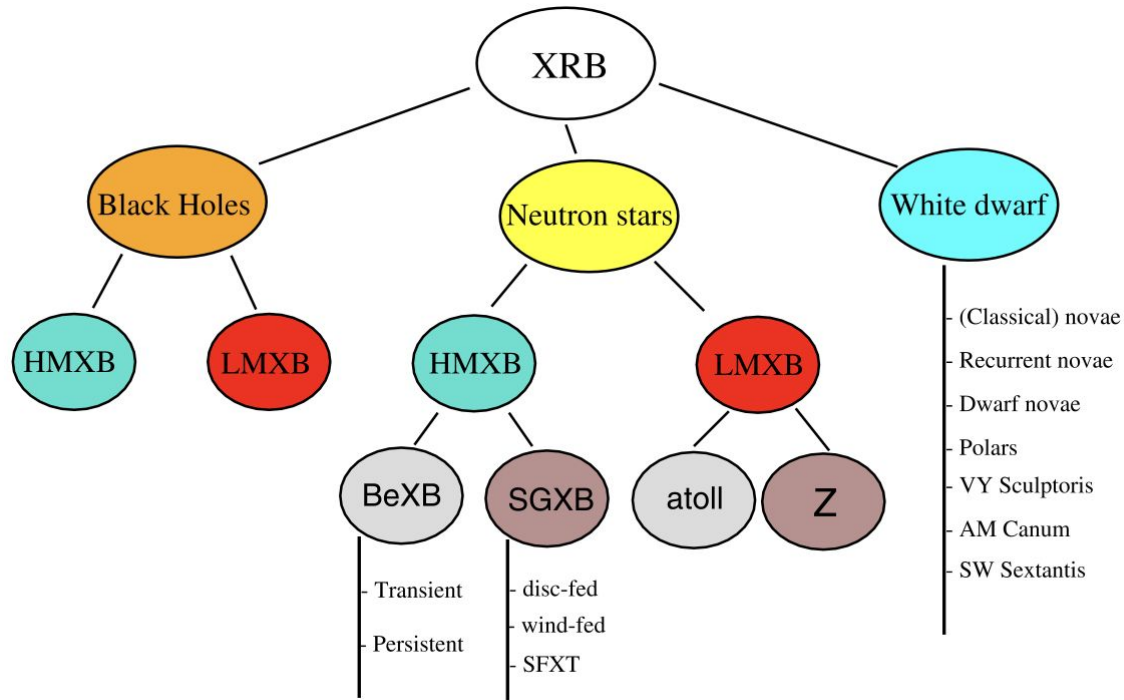 XRB
Black Holes
Neutron stars
White dwarf
HMXB
LMXB
HMXB
LMXB
BeXB
SGXB
atoll
Z
- Transient
- Persistent
- disc-fed
- wind-fed
- SFXT
- (Classical) novae
- Recurrent novae
- Dwarf novae
- Polars
- VY Sculptoris
- AM Canum
- SW Sextantis